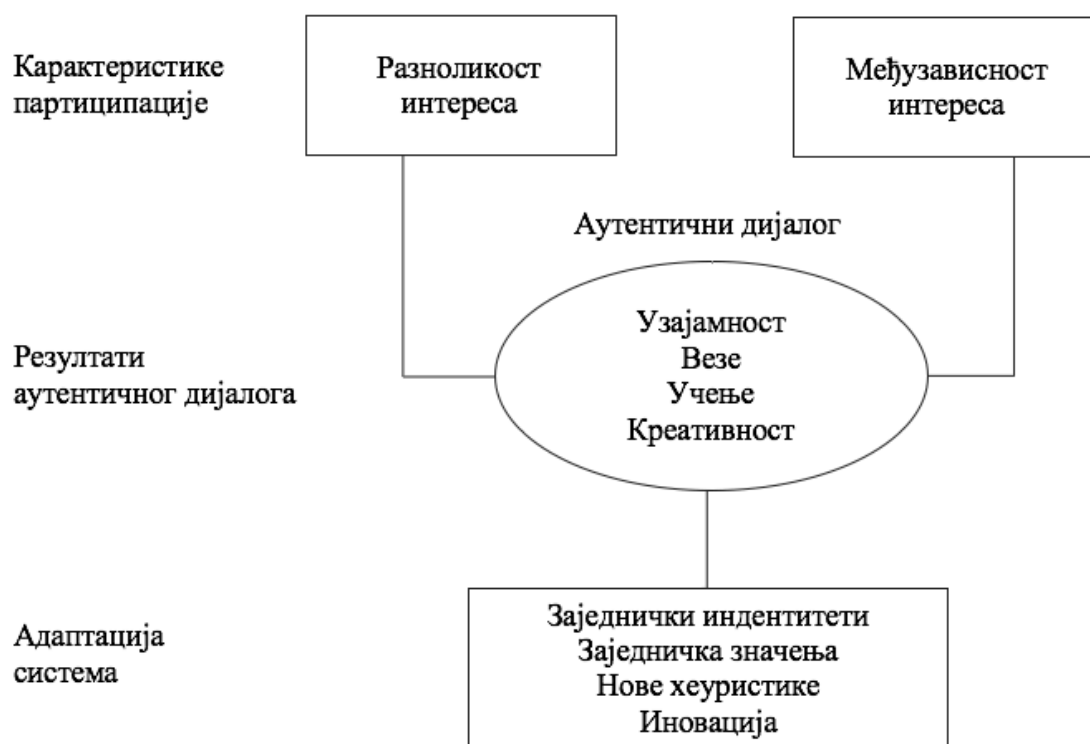 Карактеристике
партиципације
Разноликост
интереса
Међузависност
интереса
Аутентични дијалог
Резултати
аутентичног дијалога
Узајамност
Везе
Учење
Креативност
Адаптација
система
Заједнички индентитети
Заједничка значења
Нове хеуристике
Иновација